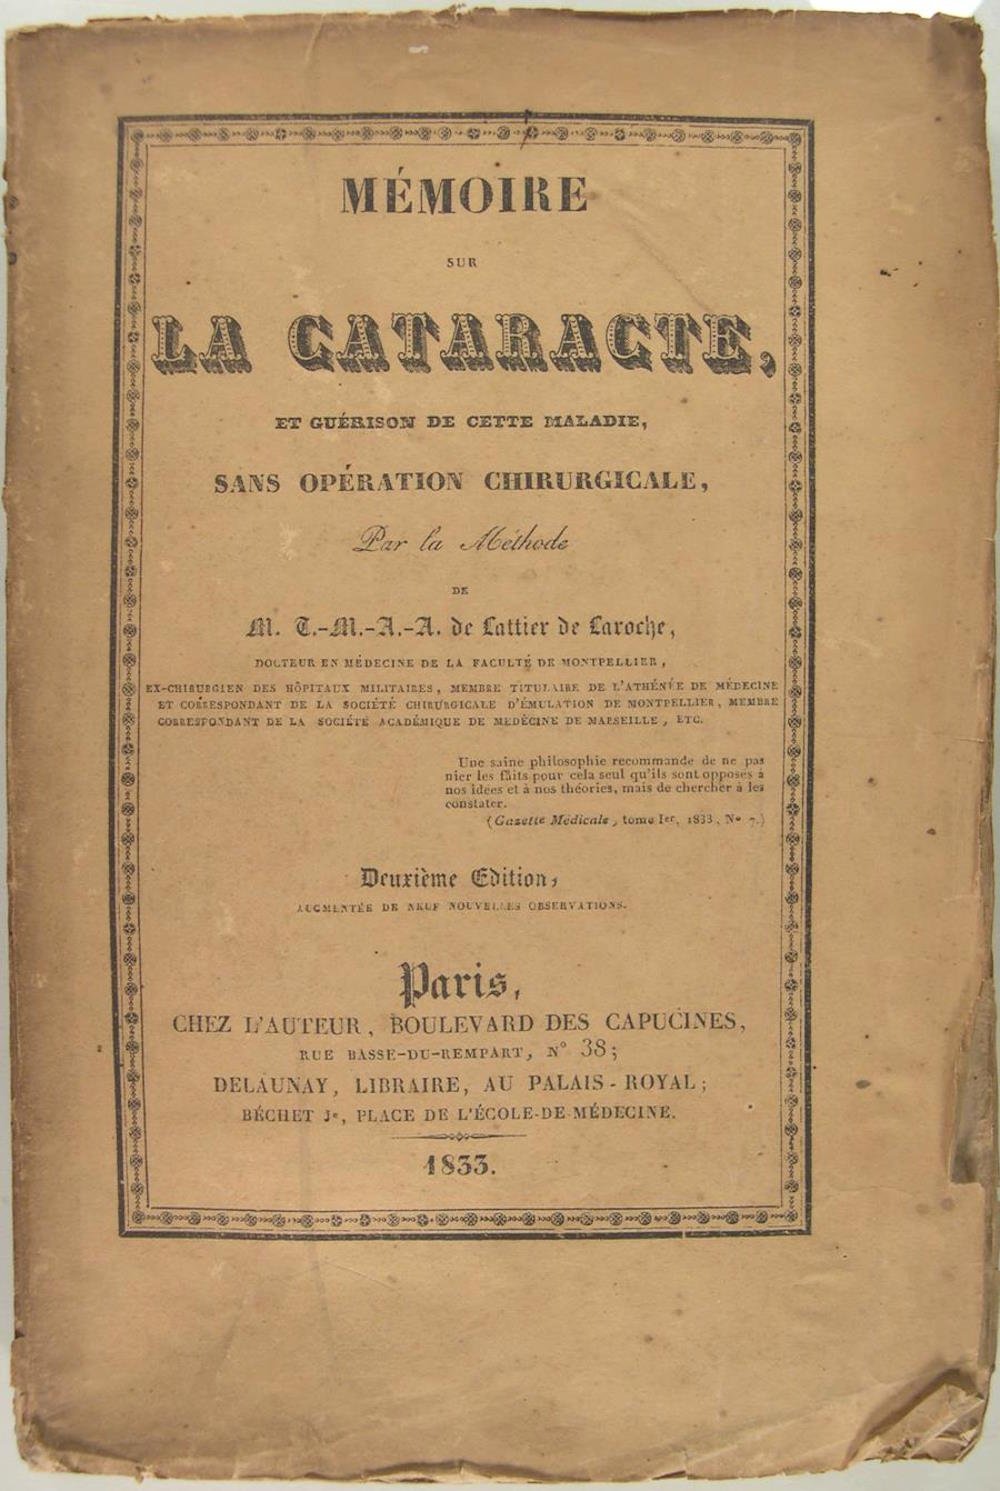 MÉMOIRE
SUR
LA CATARACTE,
ET GUÉRISON DE CETTE MALADIE,
SANS OPÉRATION CHIRURGICALE,
Par la Méthode
DE
M. T.-M.-A.-A. de Lattier de Laroche,
DOCTEUR EN MÉDECINE DE LA FACULTÉ DE MONTPELLIER,
EX-CHIRURGIEN DES HÔPITAUX MILITAIRES, MEMBRE TITULAIRE DE L'ATHÉNÉE DE MÉDECINE
ET CORRESPONDANT DE LA SOCIÉTÉ CHIRURGICALE D'ÉMULATION DE MONTPELLIER, MEMBRE
CORRESPONDANT DE LA SOCIÉTÉ ACADÉMIQUE DE MEDÉCINE DE MARSEILLE, ETC.
Une saine philosophie recommande de ne pas
nier les faits pour cela seul qu'ils sont opposés à
nos idées et à nos théories, mais de chercher à les
constater.
(Gazette Médicale, tome Ier, 1833, No 7.)
Deuxième Edition,
AUGMENTÉE DE NEUF NOUVELLES OBSERVATIONS.
Paris,
CHEZ L'AUTEUR, BOULEVARD DES CAPUCINES,
RUE BASSE-DU-REMPART, N° 38;
DELAUNAY, LIBRAIRE, AU PALAIS-ROYAL;
BÉCHET Je, PLACE DE L'ÉCOLE-DE-MÉDECINE.
1833.